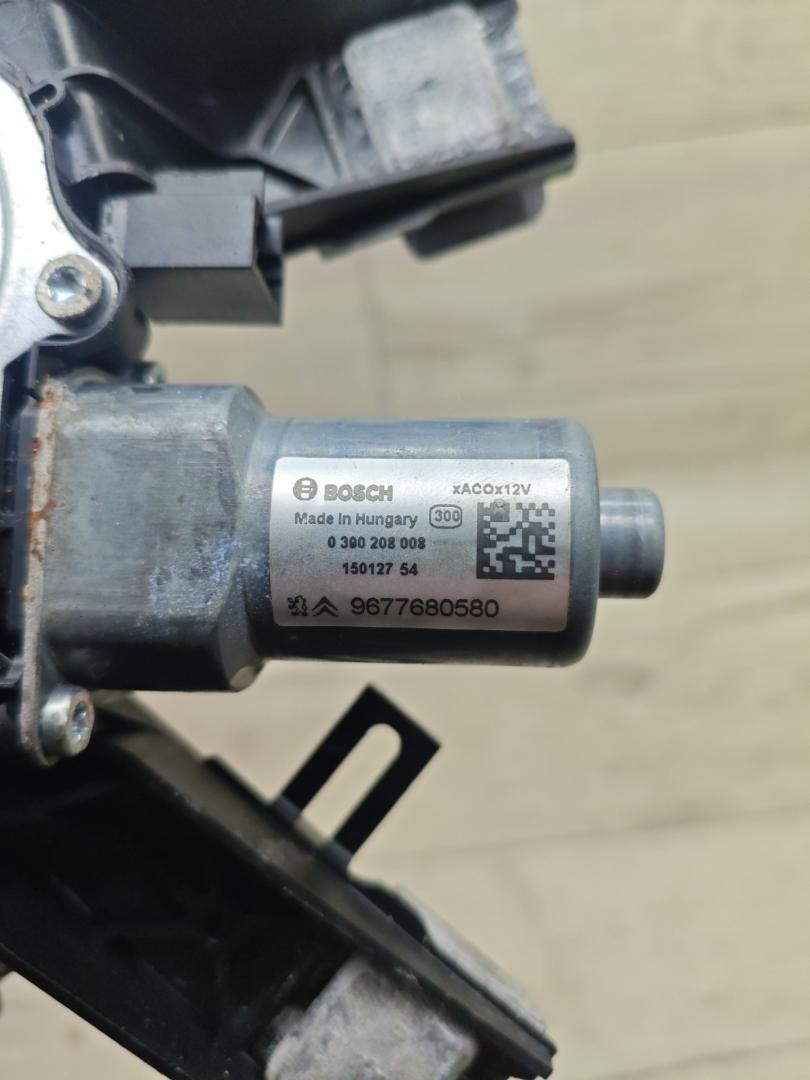 BOSCH xACOx12V
Made in Hungary 300
0 390 208 008
150127 54
9677680580